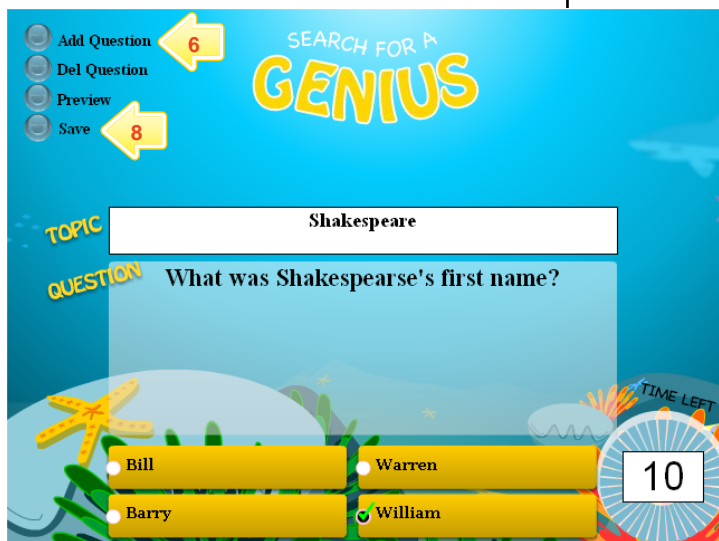 Add Question
6
Del Question
Preview
Save
8
SEARCH FOR A
GENIUS
TOPIC
Shakespeare
QUESTION
What was Shakespearse's first name?
TIME LEFT
Bill
Warren
10
Barry
William